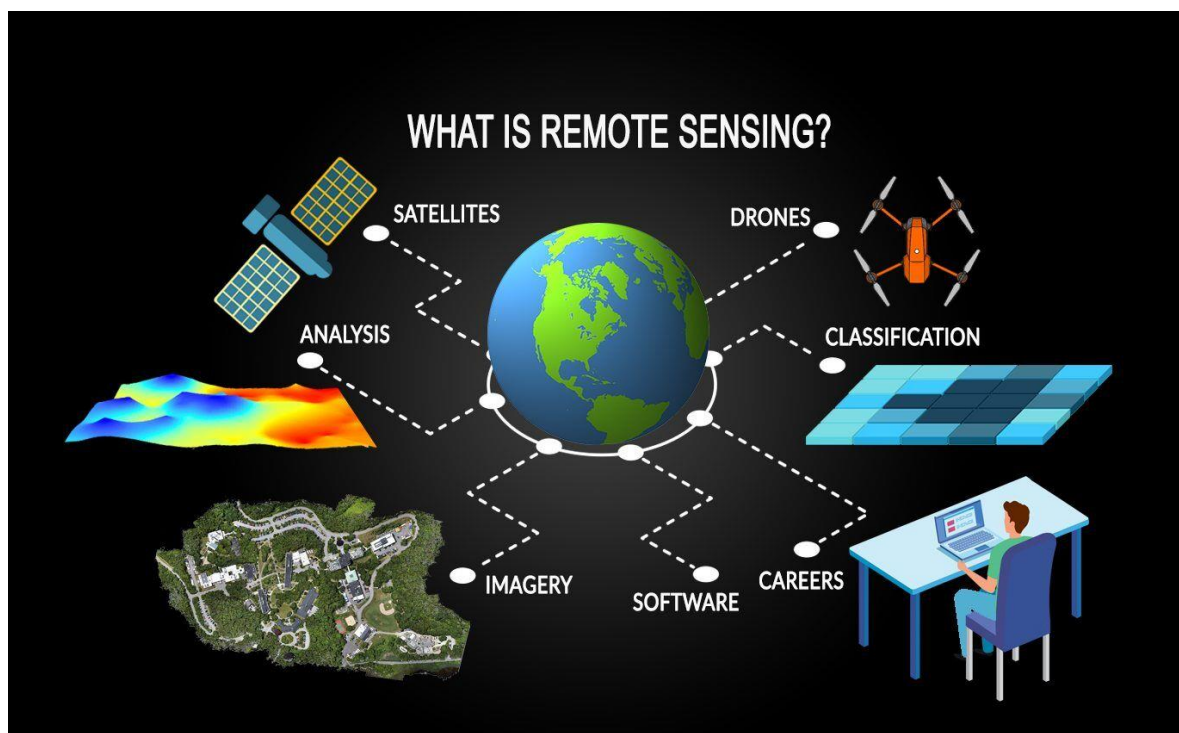 WHAT IS REMOTE SENSING?
SATELLITES
DRONES
ANALYSIS
CLASSIFICATION
IMAGERY
SOFTWARE
CAREERS